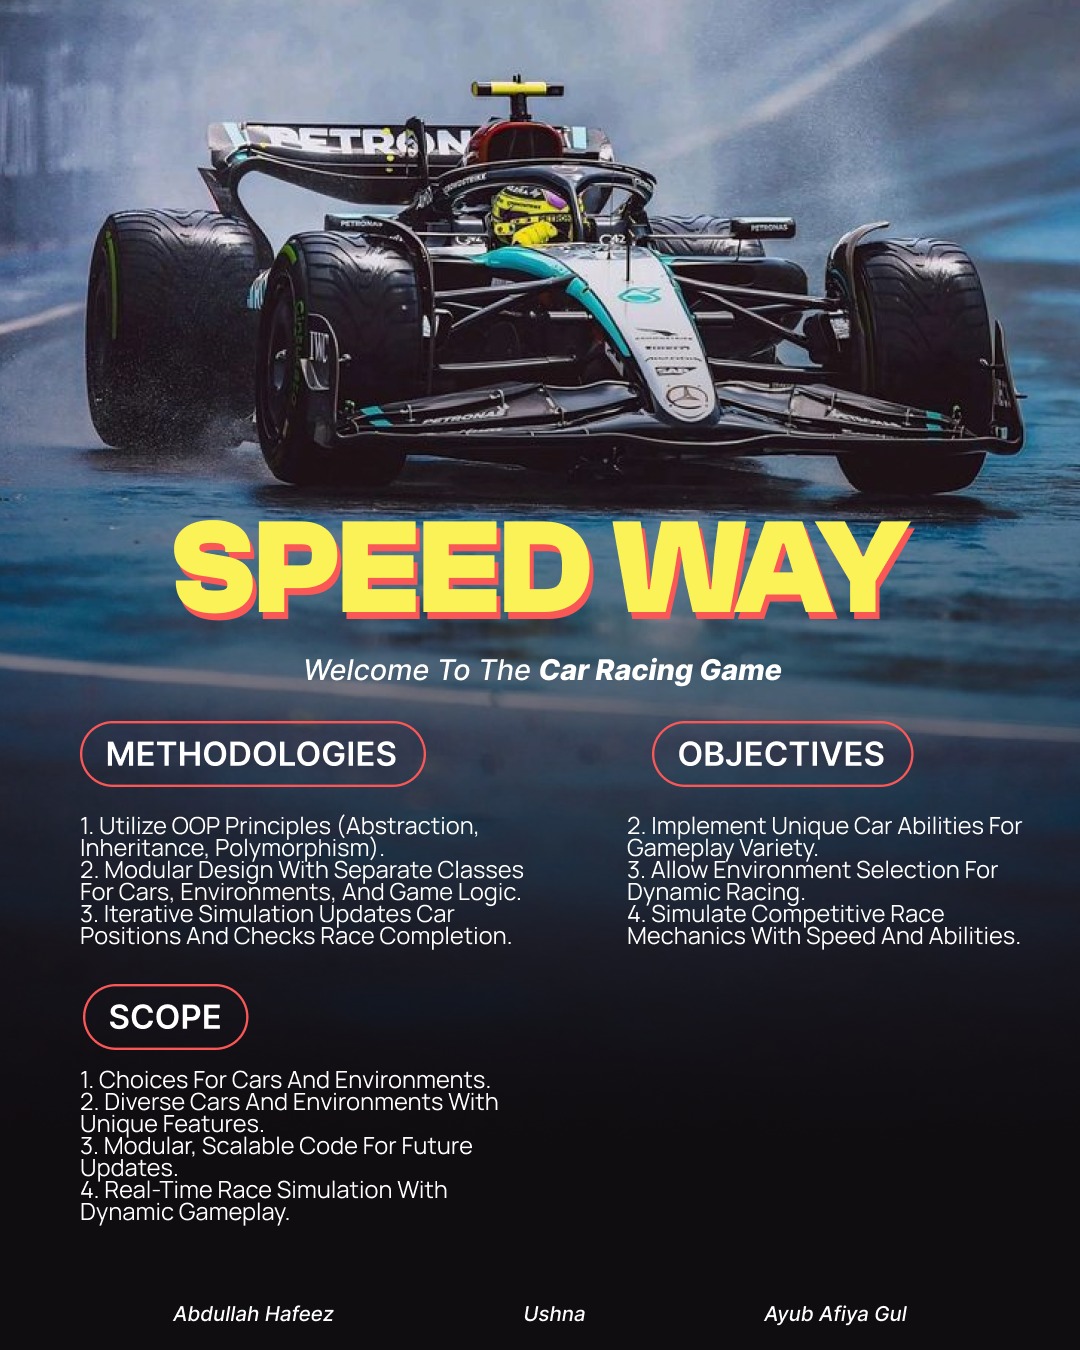 PETRON
PETRONAS
PETRONAS
IWC
PETRONAS
SPEED WAY
Welcome To The Car Racing Game
METHODOLOGIES
1. Utilize OOP Principles (Abstraction,
Inheritance, Polymorphism).
2. Modular Design With Separate Classes
For Cars, Environments, And Game Logic.
3. Iterative Simulation Updates Car
Positions And Checks Race Completion.
OBJECTIVES
2. Implement Unique Car Abilities For
Gameplay Variety.
3. Allow Environment Selection For
Dynamic Racing.
4. Simulate Competitive Race
Mechanics With Speed And Abilities.
SCOPE
1. Choices For Cars And Environments.
2. Diverse Cars And Environments With
Unique Features.
3. Modular, Scalable Code For Future
Updates.
4. Real-Time Race Simulation With
Dynamic Gameplay.
Abdullah Hafeez
Ushna
Ayub Afiya Gul